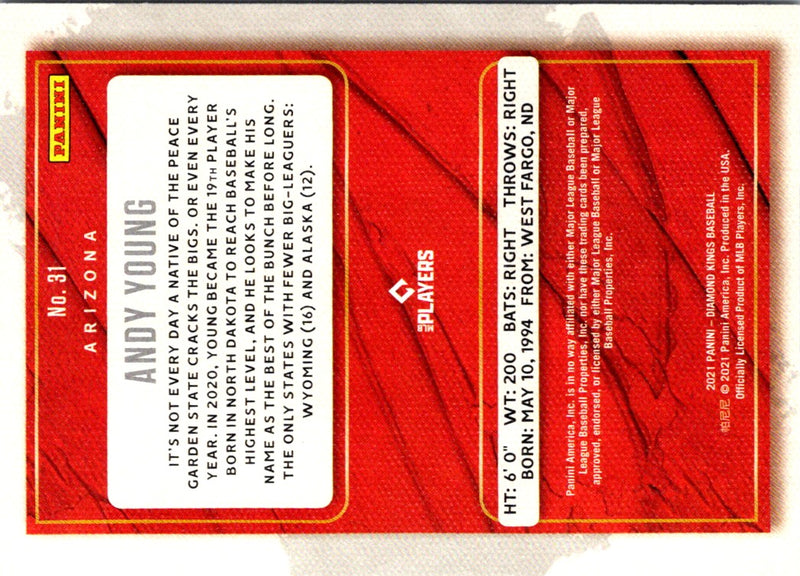 PANINI
No. 31
ARIZONA
ANDY YOUNG
IT'S NOT EVERY DAY A NATIVE OF THE PEACE
GARDEN STATE CRACKS THE BIGS. OR EVEN EVERY
YEAR. IN 2020, YOUNG BECAME THE 19TH PLAYER
BORN IN NORTH DAKOTA TO REACH BASEBALL'S
HIGHEST LEVEL, AND HE LOOKS TO MAKE HIS
NAME AS THE BEST OF THE BUNCH BEFORE LONG.
THE ONLY STATES WITH FEWER BIG-LEAGUERS:
WYOMING (16) AND ALASKA (12).
MLB PLAYERS
HT: 6' 0" WT: 200 BATS: RIGHT THROWS: RIGHT
BORN: MAY 10, 1994 FROM: WEST FARGO, ND
Panini America, Inc. is in no way affiliated with either Major League Baseball or Major
League Baseball Properties, Inc. nor have these trading cards been prepared,
approved, endorsed, or licensed by either Major League Baseball or Major League
Baseball Properties, Inc.
2021 PANINI – DIAMOND KINGS BASEBALL
帕尼尼 © 2021 Panini America, Inc. Produced in the USA.
Officially Licensed Product of MLB Players, Inc.